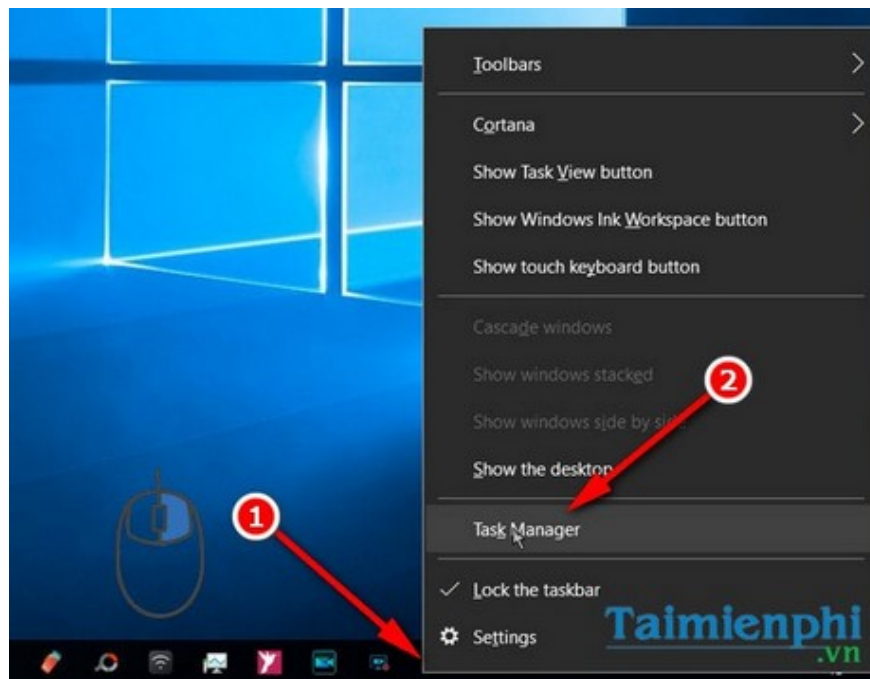 Toolbars
Cortana
Show Task View button
Show Windows Ink Workspace button
Show touch keyboard button
Cascade windows
Show windows stacked
Show windows side by side
2
Show the desktop
1
Task Manager
Lock the taskbar
Settings
Taimienphi
.vn